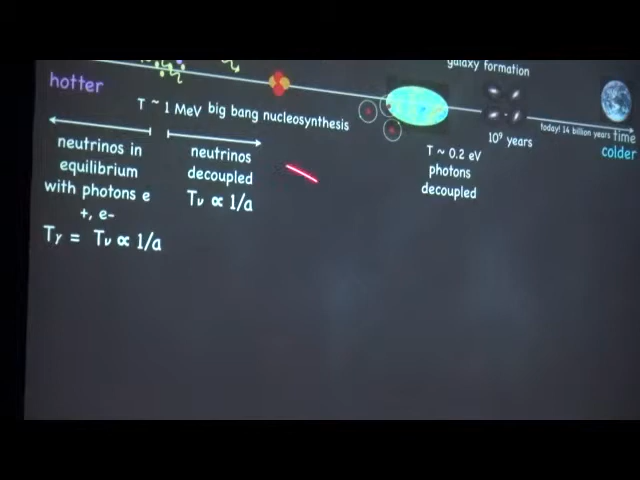 galaxy formation
hotter
T ~ 1 MeV big bang nucleosynthesis
10⁹ years
today! 14 billion years time
colder
neutrinos in
equilibrium
with photons e
+, e-
Tγ = Tν ∝ 1/a
neutrinos
decoupled
Tν ∝ 1/a
T ~ 0.2 eV
photons
decoupled